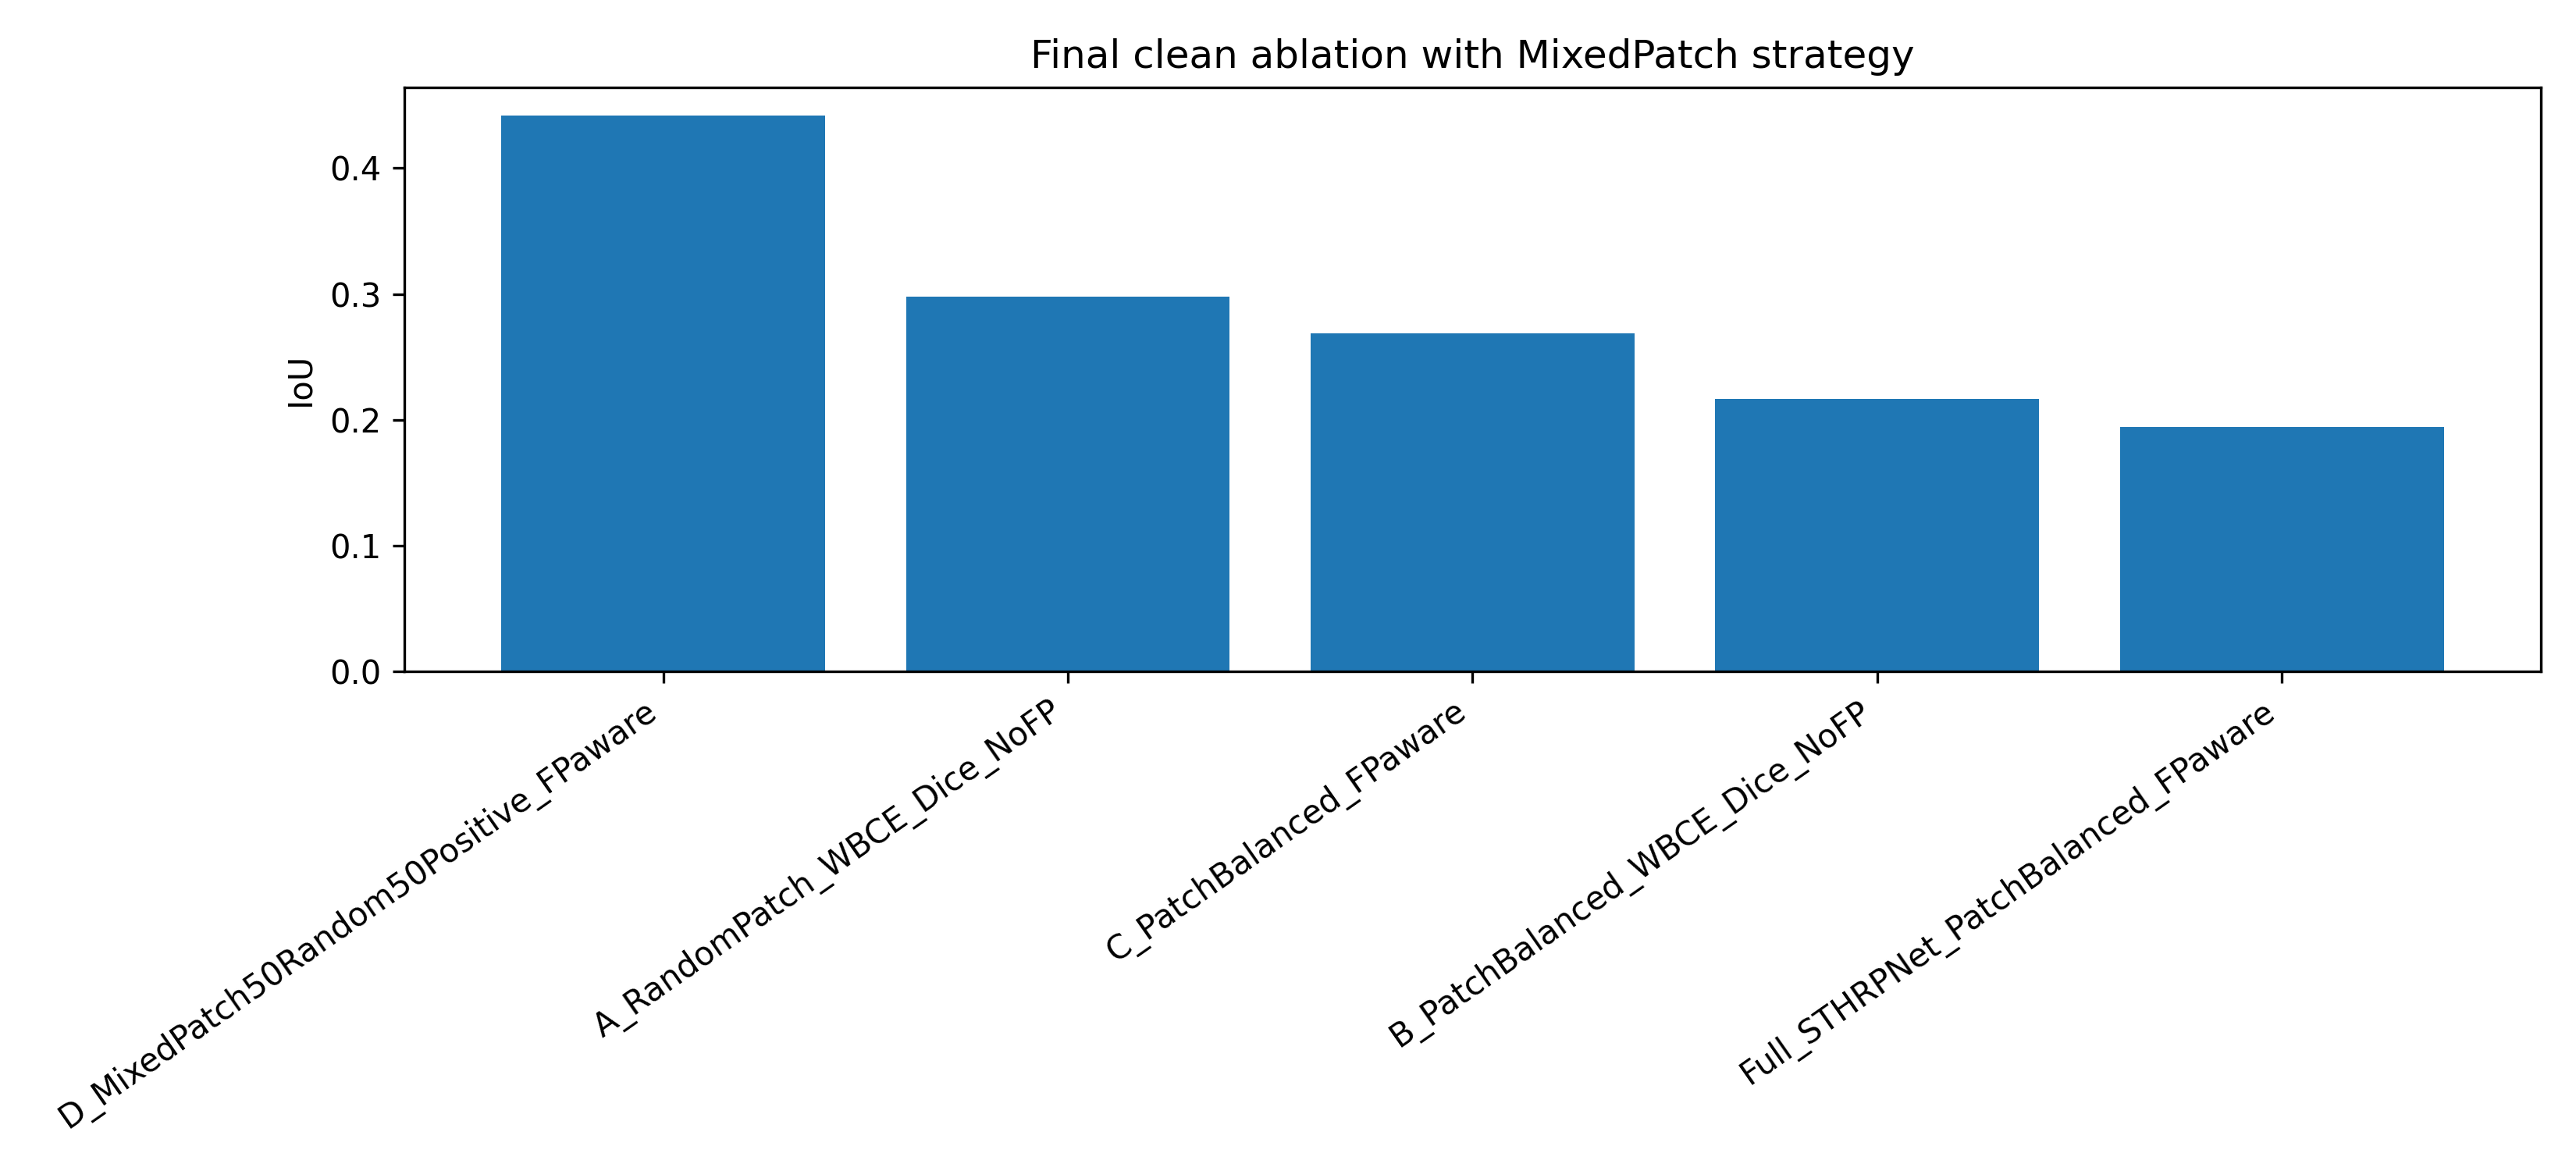 Final clean ablation with MixedPatch strategy
IoU
0.4
0.3
0.2
0.1
0.0
D_MixedPatch50Random50Positive_FPaware
A_RandomPatch_WBCE_Dice_NoFP
C_PatchBalanced_FPaware
B_PatchBalanced_WBCE_Dice_NoFP
Full_STHRPNet_PatchBalanced_FPaware